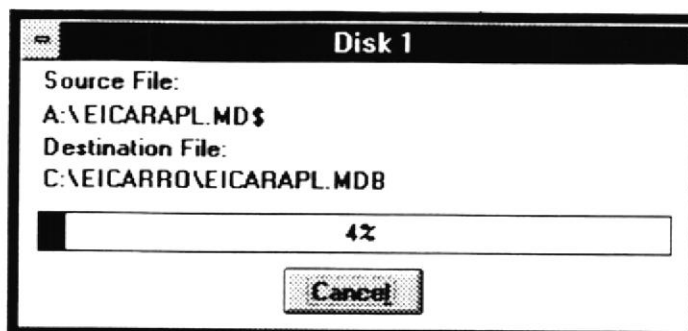 Disk 1
Source File:
A:\EICARAPL.MD$
Destination File:
C:\EICARRO\EICARAPL.MDB
4%
Cancel